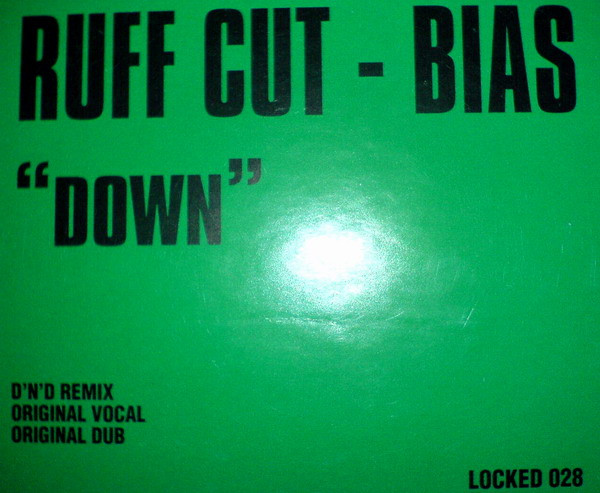 RUFF CUT - BIAS
“DOWN”
D'N'D REMIX
ORIGINAL VOCAL
ORIGINAL DUB
LOCKED 028